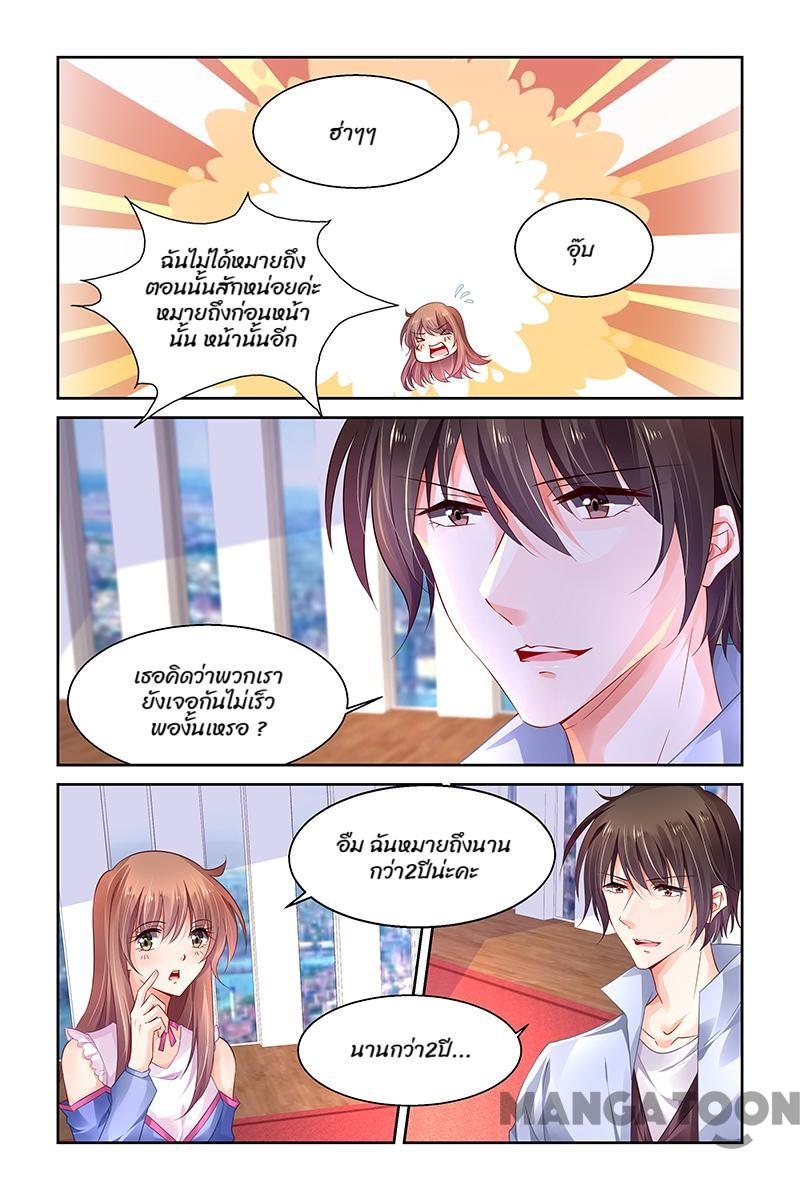 ฮ่าๆๆ
อุ๊บ
ฉันไม่ได้หมายถึง
ตอนนั้นสักหน่อยค่ะ
หมายถึงก่อนหน้า
นั้น หน้านั้นอีก
เธอคิดว่าพวกเรา
ยังเจอกันไม่เร็ว
พองั้นเหรอ ?
อืม ฉันหมายถึงนาน
กว่า2ปีน่ะคะ
นานกว่า2ปี...
MANGATOON